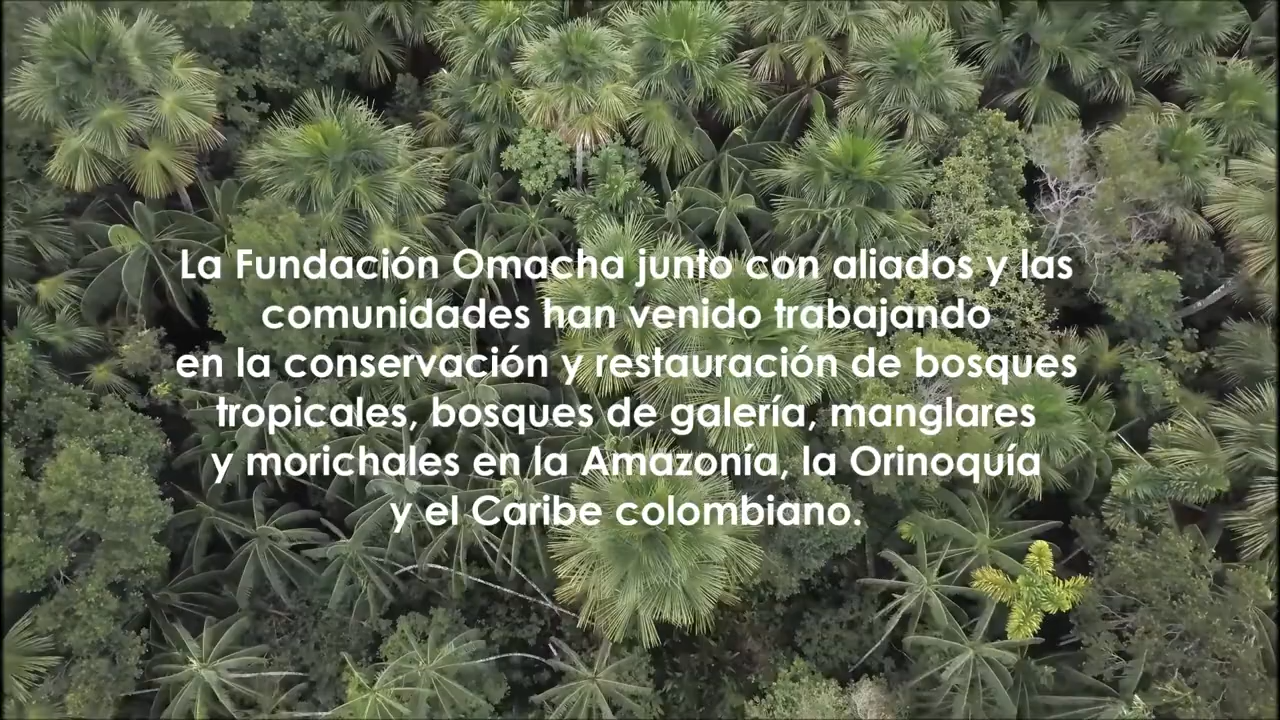 La Fundación Omacha junto con aliados y las
comunidades han venido trabajando
en la conservación y restauración de bosques
tropicales, bosques de galería, manglares
y morichales en la Amazonía, la Orinoquía
y el Caribe colombiano.